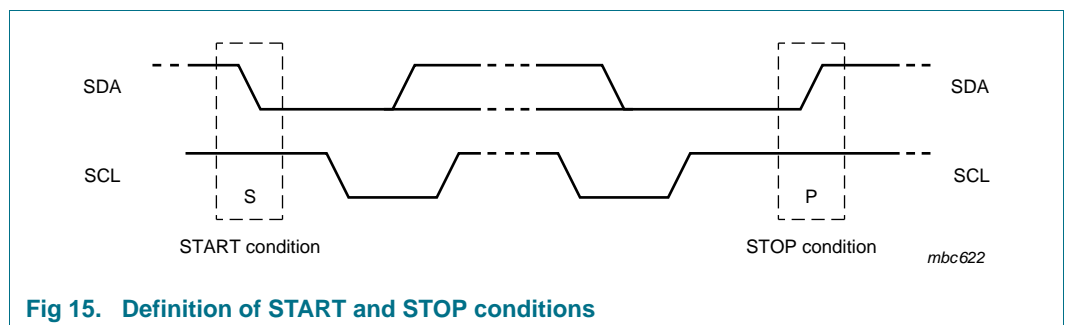 SDA
SDA
SCL
SCL
S
P
START condition
STOP condition
mbc622
Fig 15. Definition of START and STOP conditions